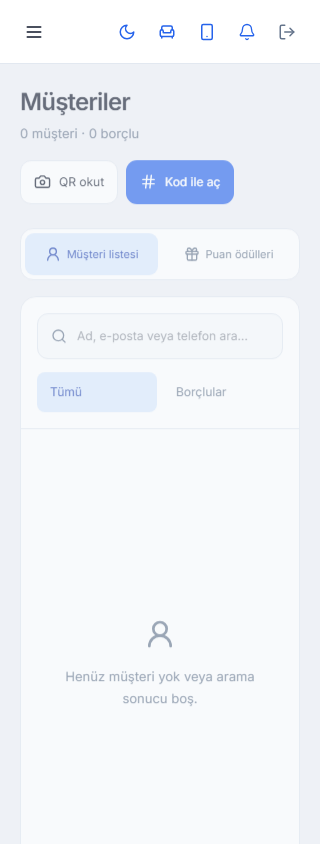 Müşteriler
0 müşteri · 0 borçlu
QR okut
Kod ile aç
Müşteri listesi
Puan ödülleri
Ad, e-posta veya telefon ara...
Tümü
Borçlular
Henüz müşteri yok veya arama
sonucu boş.